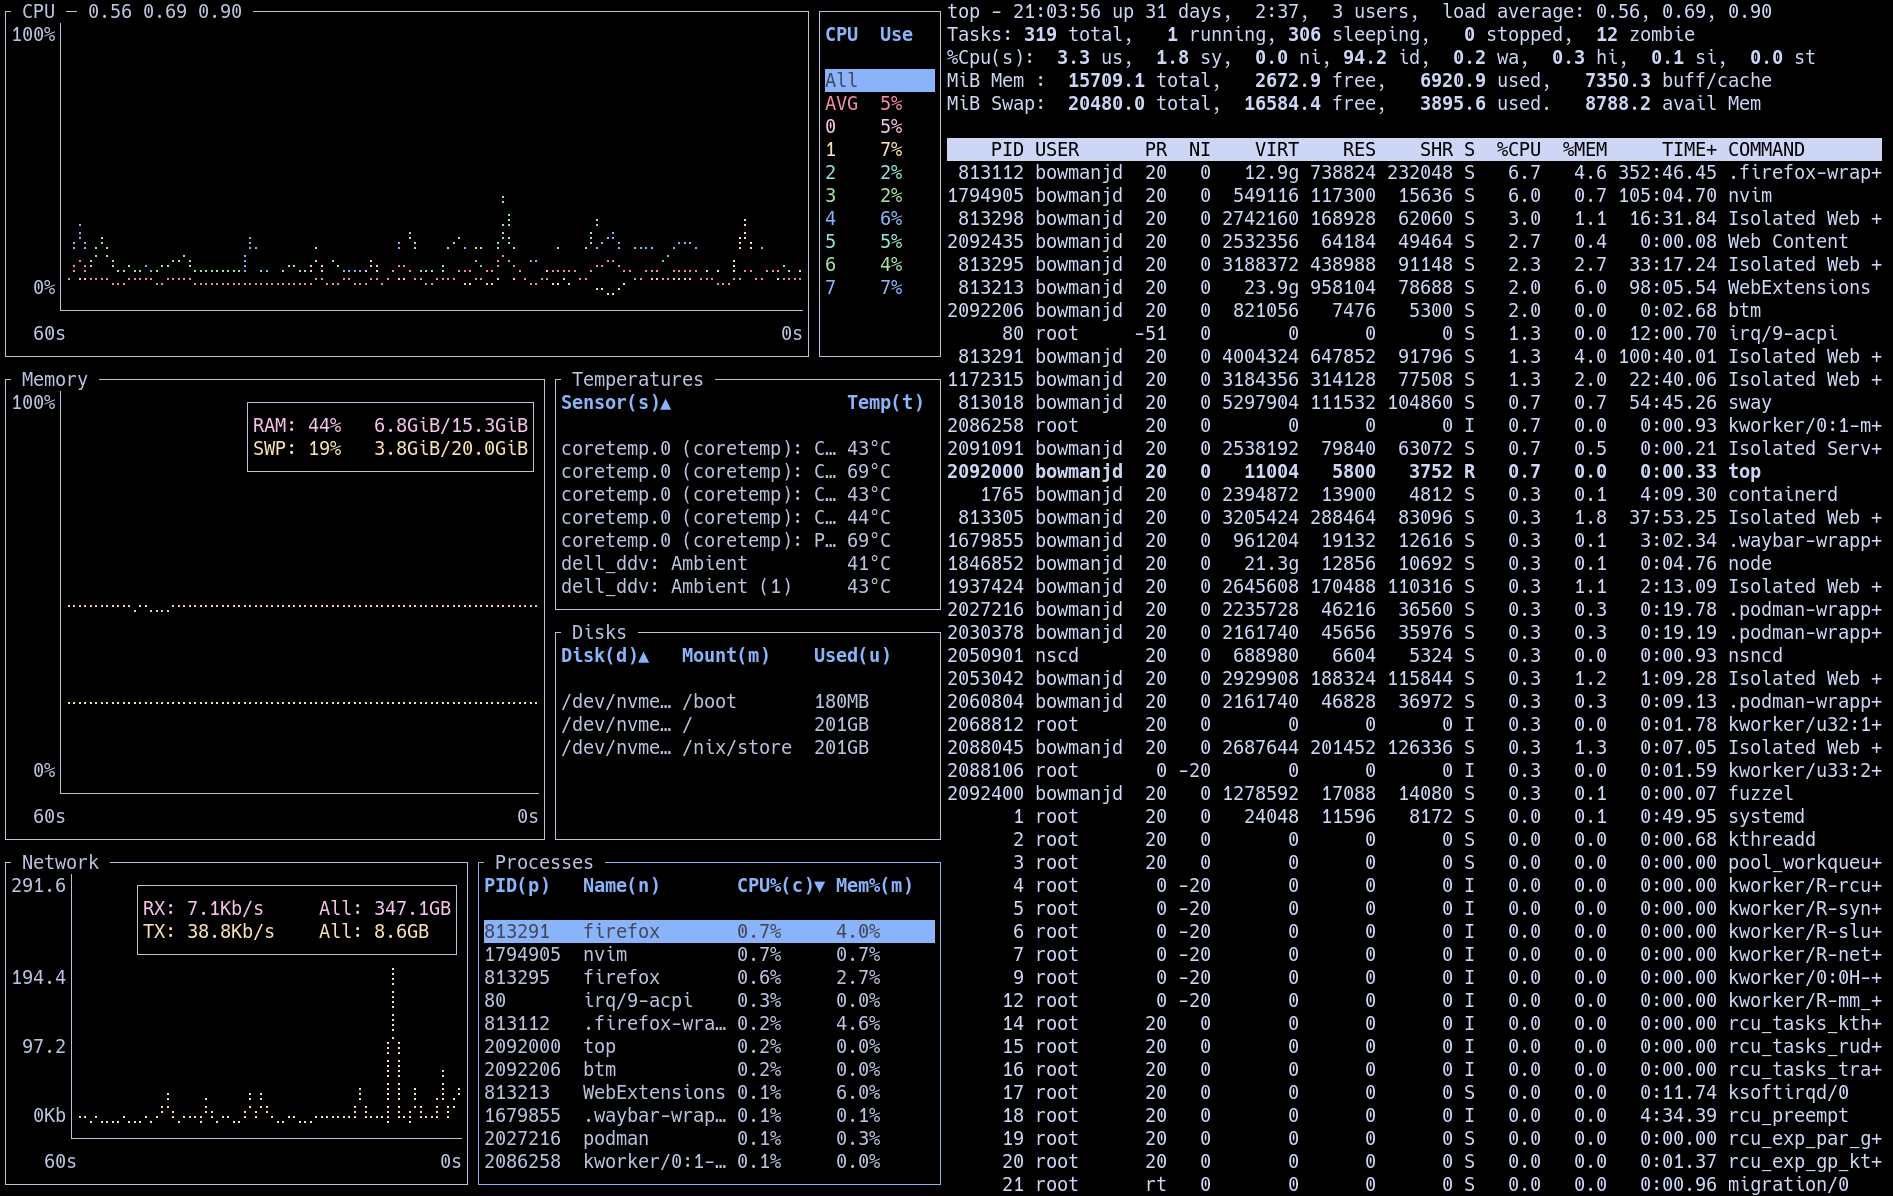 CPU — 0.56 0.69 0.90
100%
0%
60s 0s
CPU Use
All
AVG 5%
0 5%
1 7%
2 2%
3 2%
4 6%
5 5%
6 4%
7 7%
Memory
100%
RAM: 44% 6.8GiB/15.3GiB
SWP: 19% 3.8GiB/20.0GiB
0%
60s 0s
Temperatures
Sensor(s)▲ Temp(t)
coretemp.0 (coretemp): C… 43°C
coretemp.0 (coretemp): C… 69°C
coretemp.0 (coretemp): C… 43°C
coretemp.0 (coretemp): C… 44°C
coretemp.0 (coretemp): P… 69°C
dell_ddv: Ambient 41°C
dell_ddv: Ambient (1) 43°C
Disks
Disk(d)▲ Mount(m) Used(u)
/dev/nvme… /boot 180MB
/dev/nvme… / 201GB
/dev/nvme… /nix/store 201GB
Network
291.6
RX: 7.1Kb/s All: 347.1GB
TX: 38.8Kb/s All: 8.6GB
194.4
97.2
0Kb
60s 0s
Processes
PID(p) Name(n) CPU%(c)▼ Mem%(m)
813291 firefox 0.7% 4.0%
1794905 nvim 0.7% 0.7%
813295 firefox 0.6% 2.7%
80 irq/9-acpi 0.3% 0.0%
813112 .firefox-wra… 0.2% 4.6%
2092000 top 0.2% 0.0%
2092206 btm 0.2% 0.0%
813213 WebExtensions 0.1% 6.0%
1679855 .waybar-wrap… 0.1% 0.1%
2027216 podman 0.1% 0.3%
2086258 kworker/0:1-… 0.1% 0.0%
top - 21:03:56 up 31 days, 2:37, 3 users, load average: 0.56, 0.69, 0.90
Tasks: 319 total, 1 running, 306 sleeping, 0 stopped, 12 zombie
%Cpu(s): 3.3 us, 1.8 sy, 0.0 ni, 94.2 id, 0.2 wa, 0.3 hi, 0.1 si, 0.0 st
MiB Mem : 15709.1 total, 2672.9 free, 6920.9 used, 7350.3 buff/cache
MiB Swap: 20480.0 total, 16584.4 free, 3895.6 used. 8788.2 avail Mem
PID USER PR NI VIRT RES SHR S %CPU %MEM TIME+ COMMAND
813112 bowmanjd 20 0 12.9g 738824 232048 S 6.7 4.6 352:46.45 .firefox-wrap+
1794905 bowmanjd 20 0 549116 117300 15636 S 6.0 0.7 105:04.70 nvim
813298 bowmanjd 20 0 2742160 168928 62060 S 3.0 1.1 16:31.84 Isolated Web +
2092435 bowmanjd 20 0 2532356 64184 49464 S 2.7 0.4 0:00.08 Web Content
813295 bowmanjd 20 0 3188372 438988 91148 S 2.3 2.7 33:17.24 Isolated Web +
813213 bowmanjd 20 0 23.9g 958104 78688 S 2.0 6.0 98:05.54 WebExtensions
2092206 bowmanjd 20 0 821056 7476 5300 S 2.0 0.0 0:02.68 btm
80 root -51 0 0 0 0 S 1.3 0.0 12:00.70 irq/9-acpi
813291 bowmanjd 20 0 4004324 647852 91796 S 1.3 4.0 100:40.01 Isolated Web +
1172315 bowmanjd 20 0 3184356 314128 77508 S 1.3 2.0 22:40.06 Isolated Web +
813018 bowmanjd 20 0 5297904 111532 104860 S 0.7 0.7 54:45.26 sway
2086258 root 20 0 0 0 0 I 0.7 0.0 0:00.93 kworker/0:1-m+
2091091 bowmanjd 20 0 2538192 79840 63072 S 0.7 0.5 0:00.21 Isolated Serv+
2092000 bowmanjd 20 0 11004 5800 3752 R 0.7 0.0 0:00.33 top
1765 bowmanjd 20 0 2394872 13900 4812 S 0.3 0.1 4:09.30 containerd
813305 bowmanjd 20 0 3205424 288464 83096 S 0.3 1.8 37:53.25 Isolated Web +
1679855 bowmanjd 20 0 961204 19132 12616 S 0.3 0.1 3:02.34 .waybar-wrapp+
1846852 bowmanjd 20 0 21.3g 12856 10692 S 0.3 0.1 0:04.76 node
1937424 bowmanjd 20 0 2645608 170488 110316 S 0.3 1.1 2:13.09 Isolated Web +
2027216 bowmanjd 20 0 2235728 46216 36560 S 0.3 0.3 0:19.78 .podman-wrapp+
2030378 bowmanjd 20 0 2161740 45656 35976 S 0.3 0.3 0:19.19 .podman-wrapp+
2050901 nscd 20 0 688980 6604 5324 S 0.3 0.0 0:00.93 nsncd
2053042 bowmanjd 20 0 2929908 188324 115844 S 0.3 1.2 1:09.28 Isolated Web +
2060804 bowmanjd 20 0 2161740 46828 36972 S 0.3 0.3 0:09.13 .podman-wrapp+
2068812 root 20 0 0 0 0 I 0.3 0.0 0:01.78 kworker/u32:1+
2088045 bowmanjd 20 0 2687644 201452 126336 S 0.3 1.3 0:07.05 Isolated Web +
2088106 root 0 -20 0 0 0 I 0.3 0.0 0:01.59 kworker/u33:2+
2092400 bowmanjd 20 0 1278592 17088 14080 S 0.3 0.1 0:00.07 fuzzel
1 root 20 0 24048 11596 8172 S 0.0 0.1 0:49.95 systemd
2 root 20 0 0 0 0 S 0.0 0.0 0:00.68 kthreadd
3 root 20 0 0 0 0 S 0.0 0.0 0:00.00 pool_workqueu+
4 root 0 -20 0 0 0 I 0.0 0.0 0:00.00 kworker/R-rcu+
5 root 0 -20 0 0 0 I 0.0 0.0 0:00.00 kworker/R-syn+
6 root 0 -20 0 0 0 I 0.0 0.0 0:00.00 kworker/R-slu+
7 root 0 -20 0 0 0 I 0.0 0.0 0:00.00 kworker/R-net+
9 root 0 -20 0 0 0 I 0.0 0.0 0:00.00 kworker/0:0H-+
12 root 0 -20 0 0 0 I 0.0 0.0 0:00.00 kworker/R-mm_+
14 root 20 0 0 0 0 I 0.0 0.0 0:00.00 rcu_tasks_kth+
15 root 20 0 0 0 0 I 0.0 0.0 0:00.00 rcu_tasks_rud+
16 root 20 0 0 0 0 I 0.0 0.0 0:00.00 rcu_tasks_tra+
17 root 20 0 0 0 0 S 0.0 0.0 0:11.74 ksoftirqd/0
18 root 20 0 0 0 0 I 0.0 0.0 4:34.39 rcu_preempt
19 root 20 0 0 0 0 S 0.0 0.0 0:00.00 rcu_exp_par_g+
20 root 20 0 0 0 0 S 0.0 0.0 0:01.37 rcu_exp_gp_kt+
21 root rt 0 0 0 0 S 0.0 0.0 0:00.96 migration/0